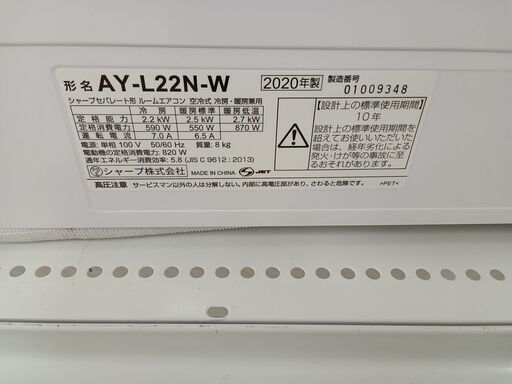 形名 AY-L22N-W 2020年製 製造番号 01009348
シャープセパレート形 ルームエアコン 空冷式 冷房・暖房兼用
冷房 暖房標準 暖房低温
定格能力 2.2 kW 2.5 kW 2.7 kW
定格消費電力 590 W 550 W 870 W
運転電流 7.0 A 6.5 A
電源: 単相 100 V 50/60 Hz 質量: 8 kg
電動機の定格消費電力: 820 W
通年エネルギー消費効率: 5.8 (JIS C 9612 : 2013)
シャープ株式会社 MADE IN CHINA JET
高圧注意 サービスマン以外の人は分解しない。内部に高電圧部があり、さわると危険です。
【設計上の標準使用期間】
10年
設計上の標準使用期間を
超えてお使いいただいた
場合は、経年劣化による
発火・けが等の事故に至
るおそれがあります。
>PET<